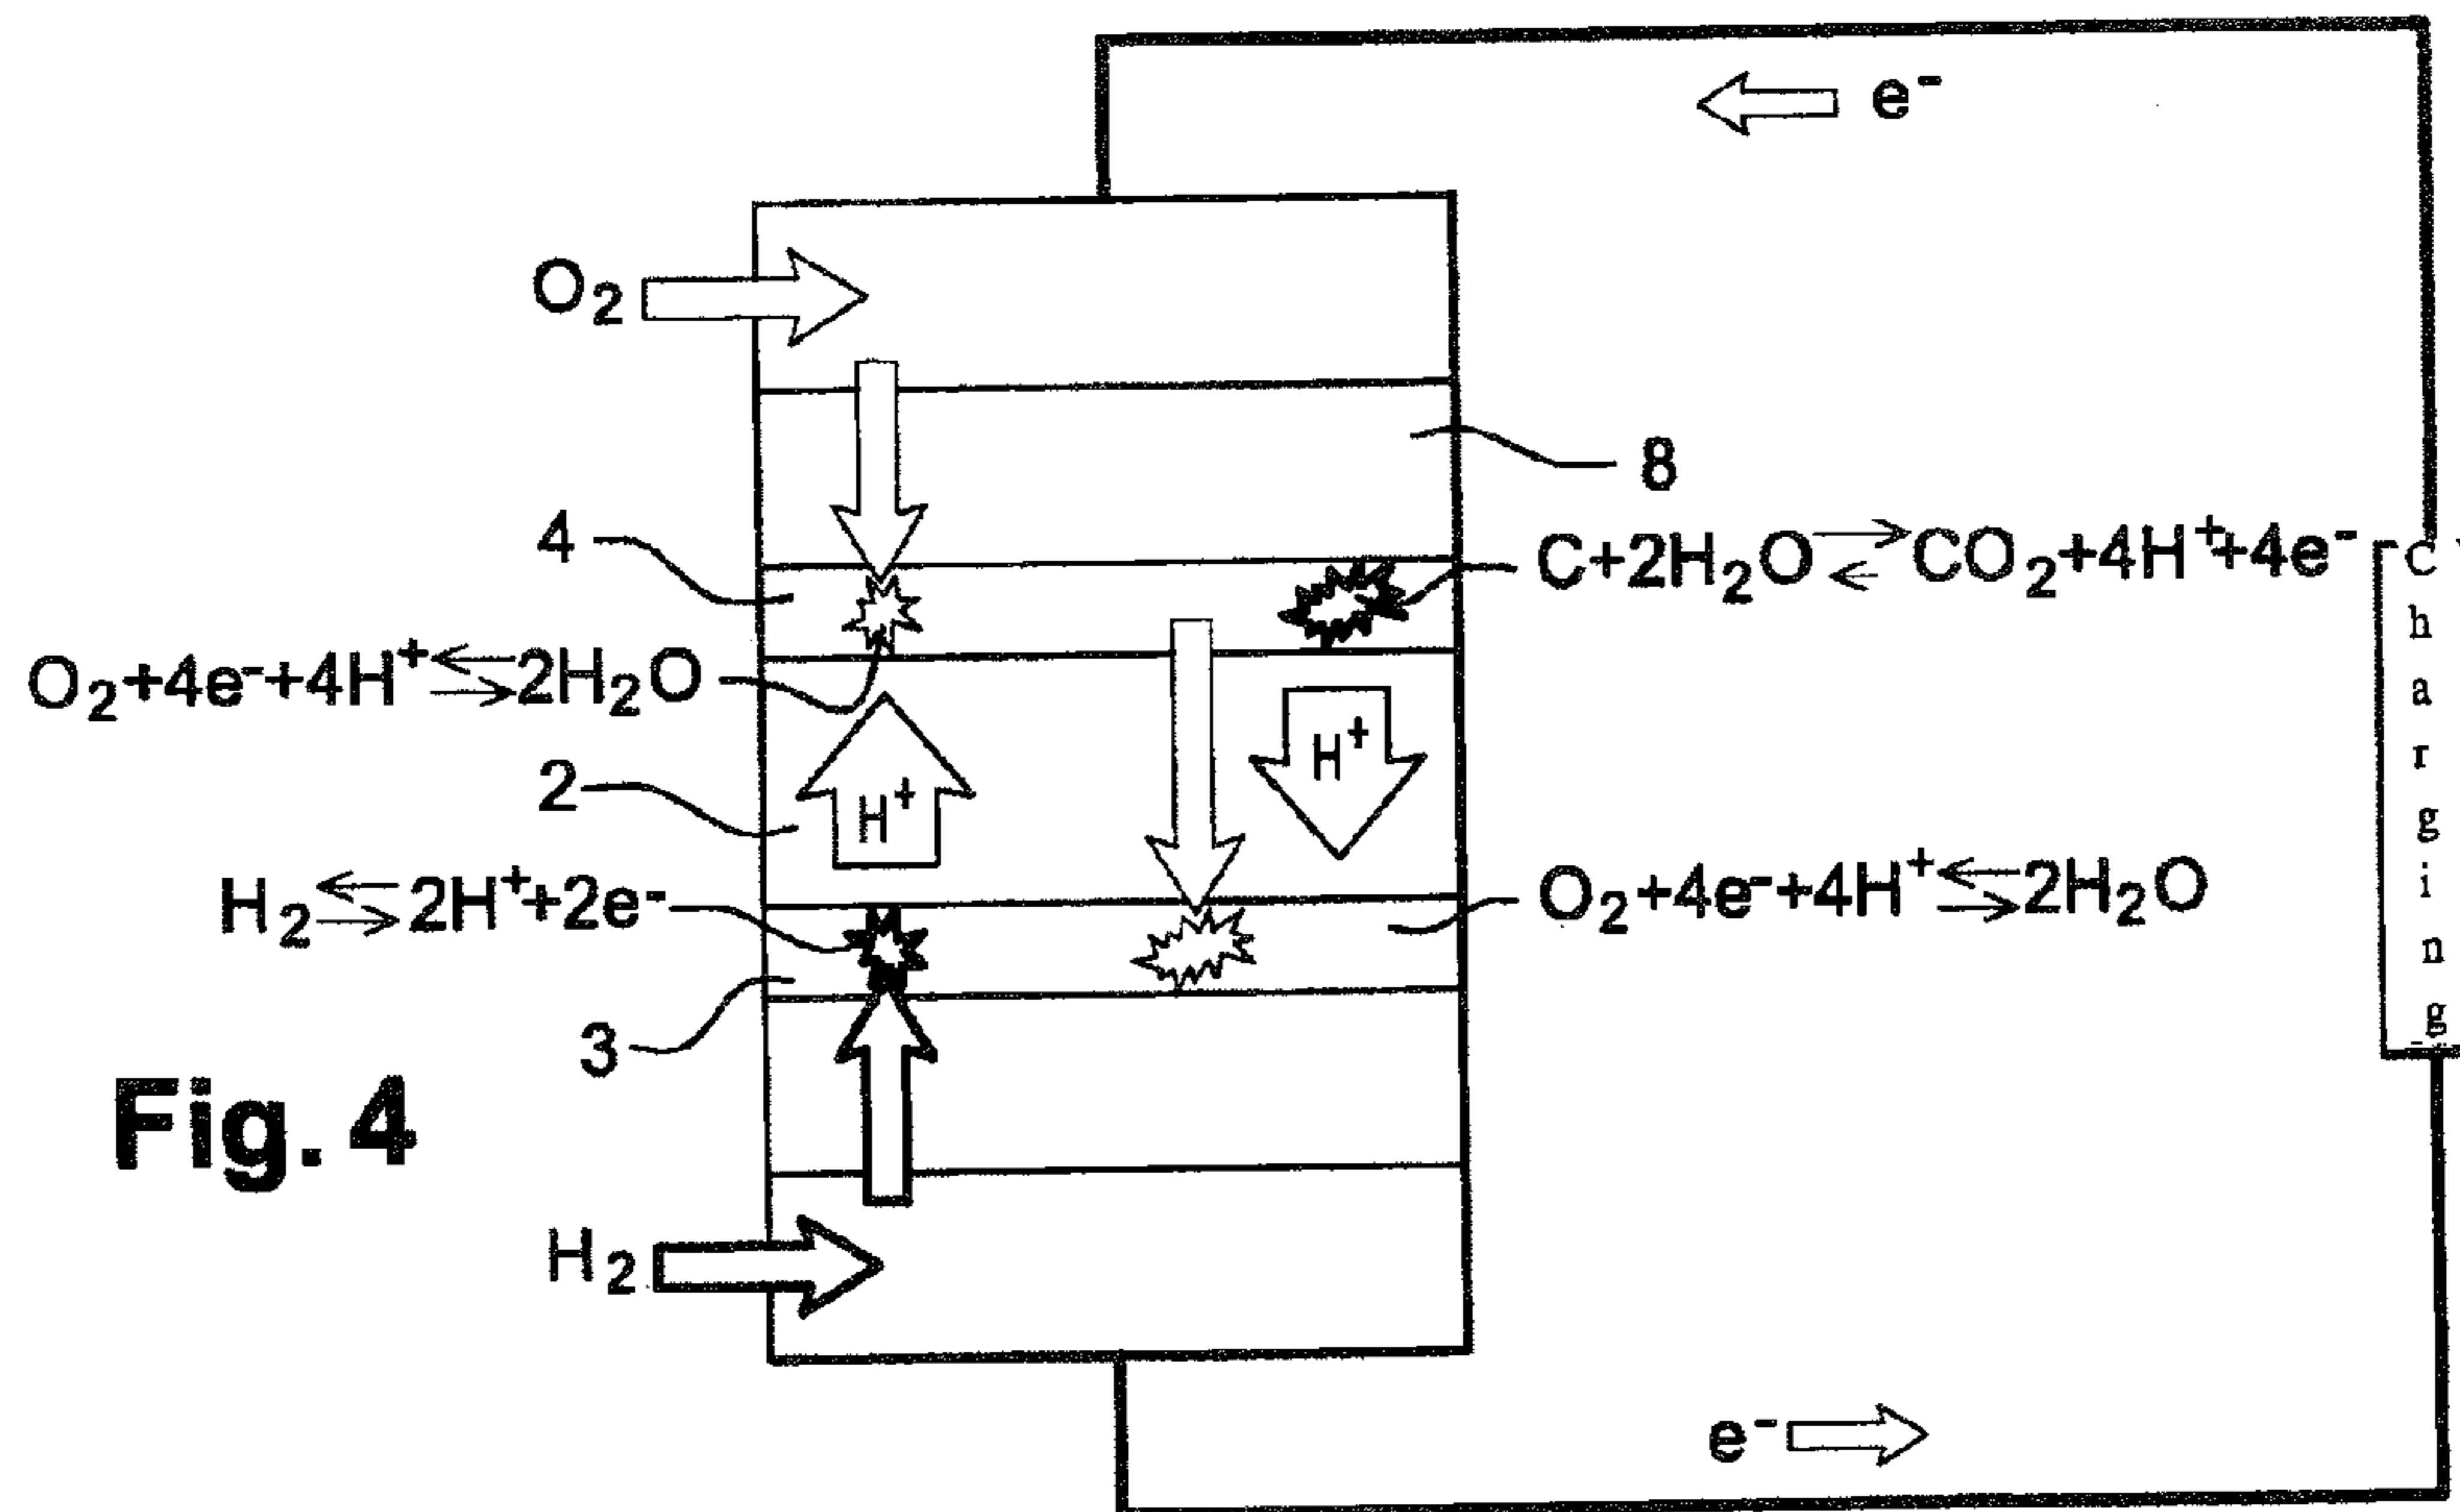 e⁻
O₂
8
4
C+2H₂O⇄CO₂+4H⁺+4e⁻
Charging
O₂+4e⁻+4H⁺⇆2H₂O
H⁺
2
H⁺
H₂⇆2H⁺+2e⁻
O₂+4e⁻+4H⁺⇆2H₂O
3
Fig. 4
H₂
e⁻